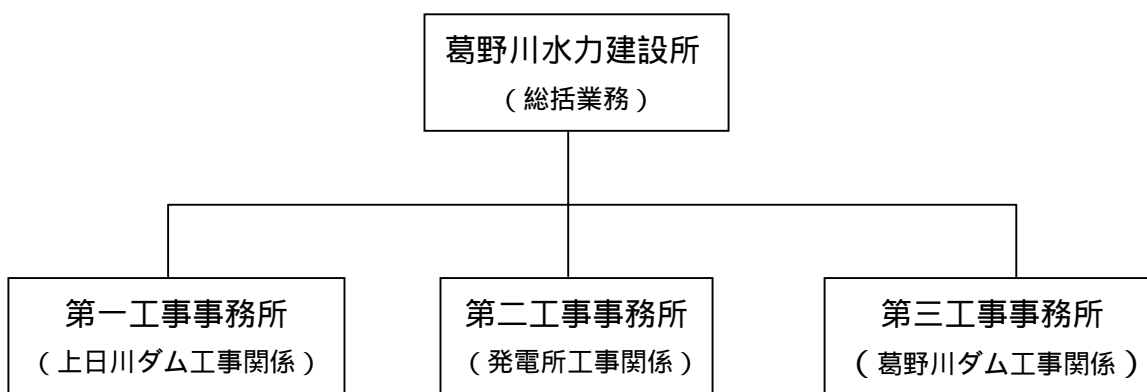 葛野川水力建設所
（総括業務）
第一工事事務所
（上日川ダム工事関係）
第二工事事務所
（発電所工事関係）
第三工事事務所
（葛野川ダム工事関係）